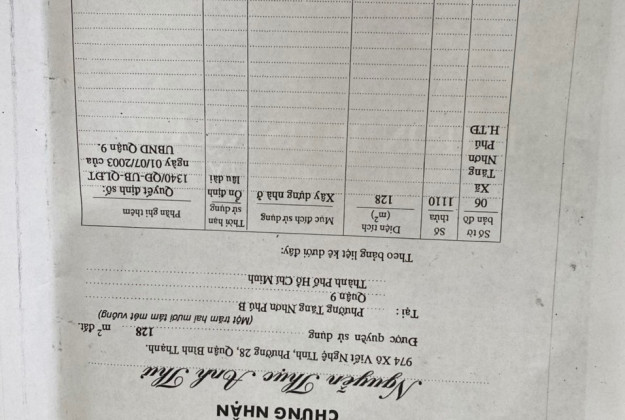 CHỨNG NHẬN
Nguyễn Thục Anh Thư
974 Xô Viết Nghệ Tĩnh, Phường 28, Quận Bình Thạnh.
Được quyền sử dụng 128 m² đất.
(Một trăm hai mươi tám mét vuông)
Tại: Phường Tăng Nhơn Phú B
Quận 9
Thành Phố Hồ Chí Minh
Theo bảng liệt kê dưới đây:
Số tờ bản đồ
Số thửa
Diện tích (m²)
Mục đích sử dụng
Thời hạn sử dụng
Phần ghi thêm
06
1110
128
Xây dựng nhà ở
Ổn định lâu dài
Quyết định số:
1340/QĐ-UB-QLĐT
ngày 01/07/2003 của
UBND Quận 9.
Xã
Tăng
Nhơn
Phú
H.TĐ